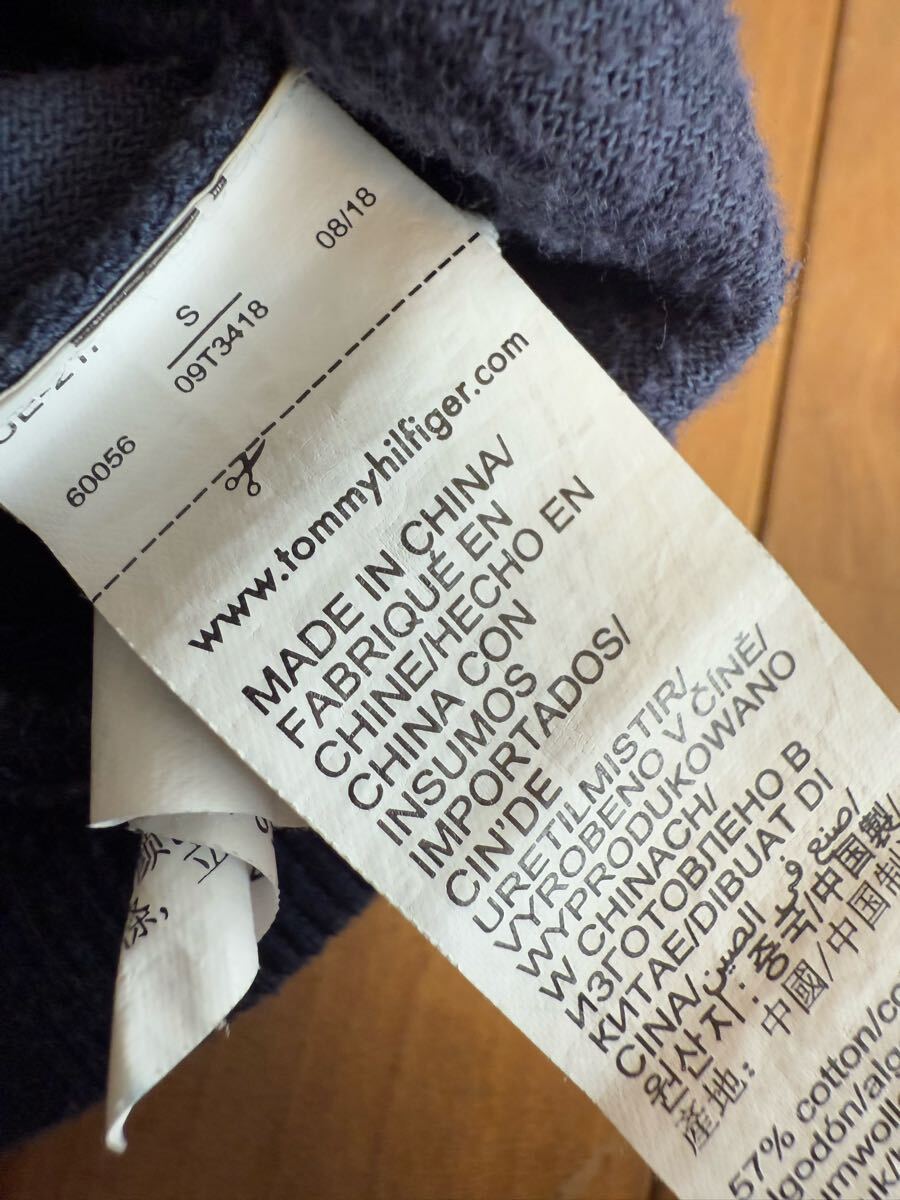 08/18
S
09T3418
60056
www.tommyhilfiger.com
MADE IN CHINA/
FABRIQUÉ EN
CHINE/HECHO EN
CHINA CON
INSUMOS
IMPORTADOS/
CIN'DE
URETILMISTIR/
VYROBENO V ČÍNĚ/
WYPRODUKOWANO
W CHINACH/
ИЗГОТОВЛЕНО В
КИТАЕ/DIBUAT DI
CINA/صنع في الصين/
원산지: 중국/中国製/
産地: 中國/中国制
57% cotton/